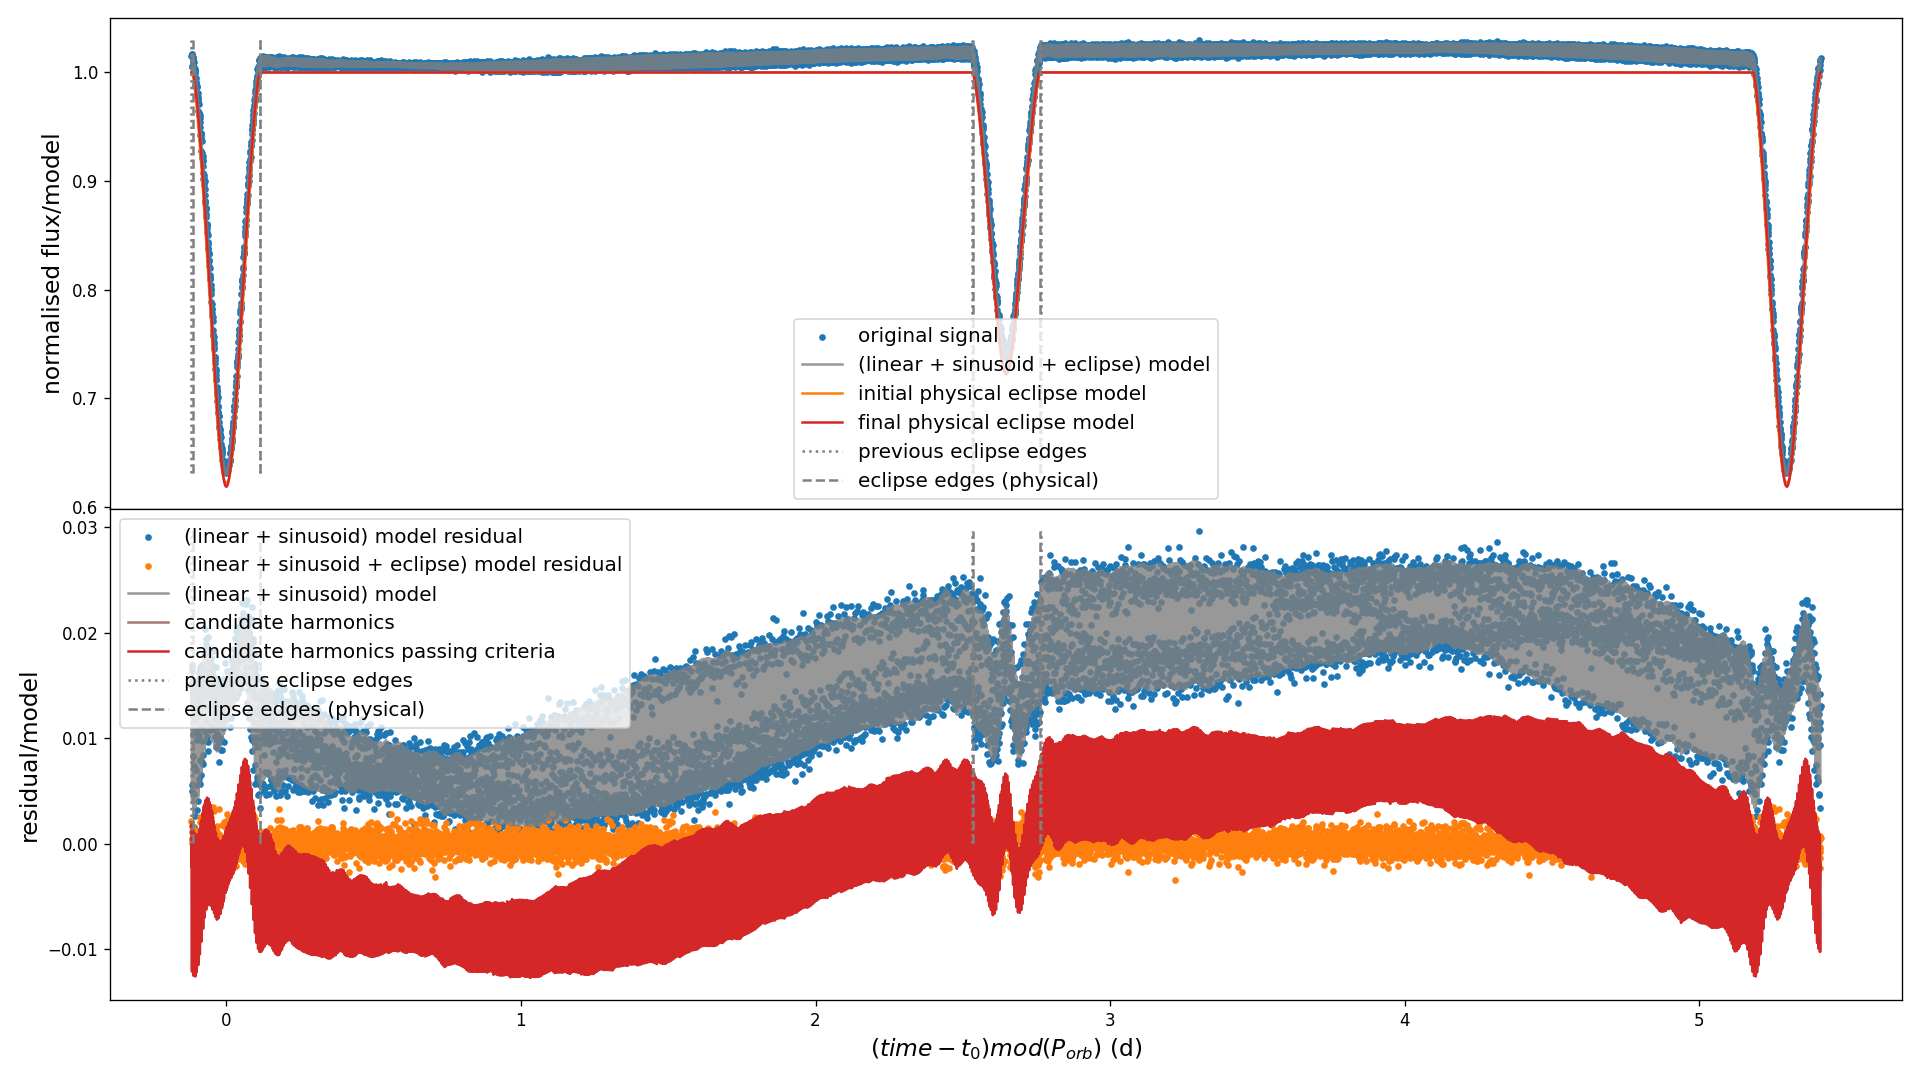 normalised flux/model
1.0
0.9
0.8
0.7
0.6
original signal
(linear + sinusoid + eclipse) model
initial physical eclipse model
final physical eclipse model
previous eclipse edges
eclipse edges (physical)
residual/model
0.03
0.02
0.01
0.00
−0.01
(linear + sinusoid) model residual
(linear + sinusoid + eclipse) model residual
(linear + sinusoid) model
candidate harmonics
candidate harmonics passing criteria
previous eclipse edges
eclipse edges (physical)
0 1 2 3 4 5
(time − t₀)mod(P_orb) (d)